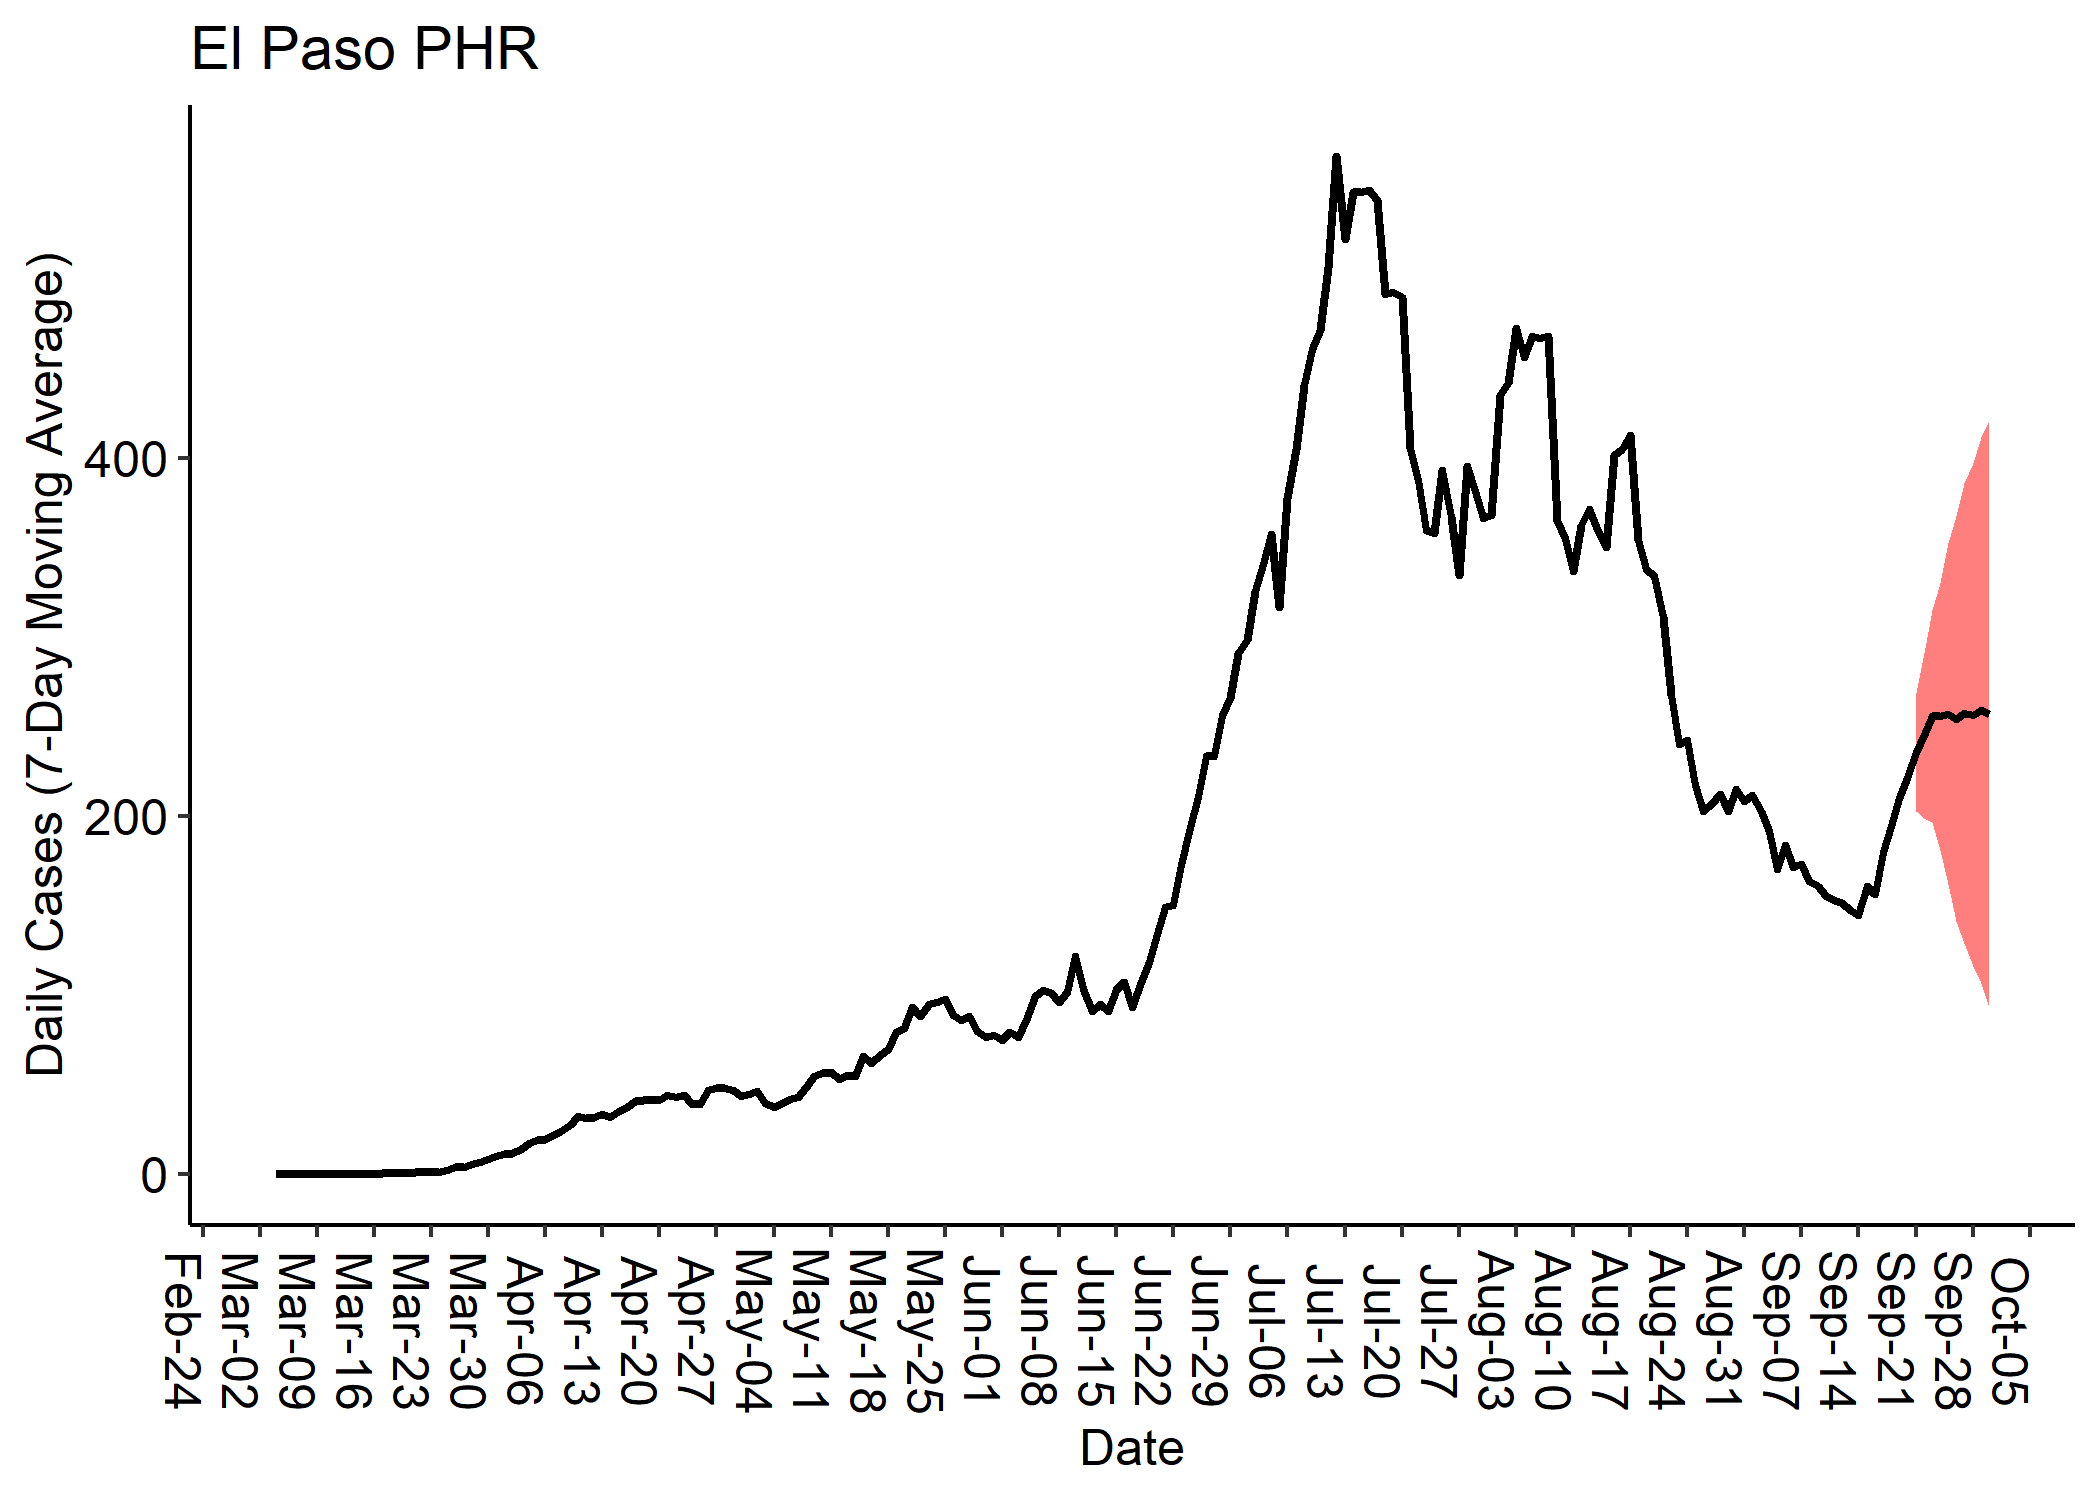 El Paso PHR
Daily Cases (7-Day Moving Average)
400
200
0
Feb-24
Mar-02
Mar-09
Mar-16
Mar-23
Mar-30
Apr-06
Apr-13
Apr-20
Apr-27
May-04
May-11
May-18
May-25
Jun-01
Jun-08
Jun-15
Jun-22
Jun-29
Jul-06
Jul-13
Jul-20
Jul-27
Aug-03
Aug-10
Aug-17
Aug-24
Aug-31
Sep-07
Sep-14
Sep-21
Sep-28
Oct-05
Date